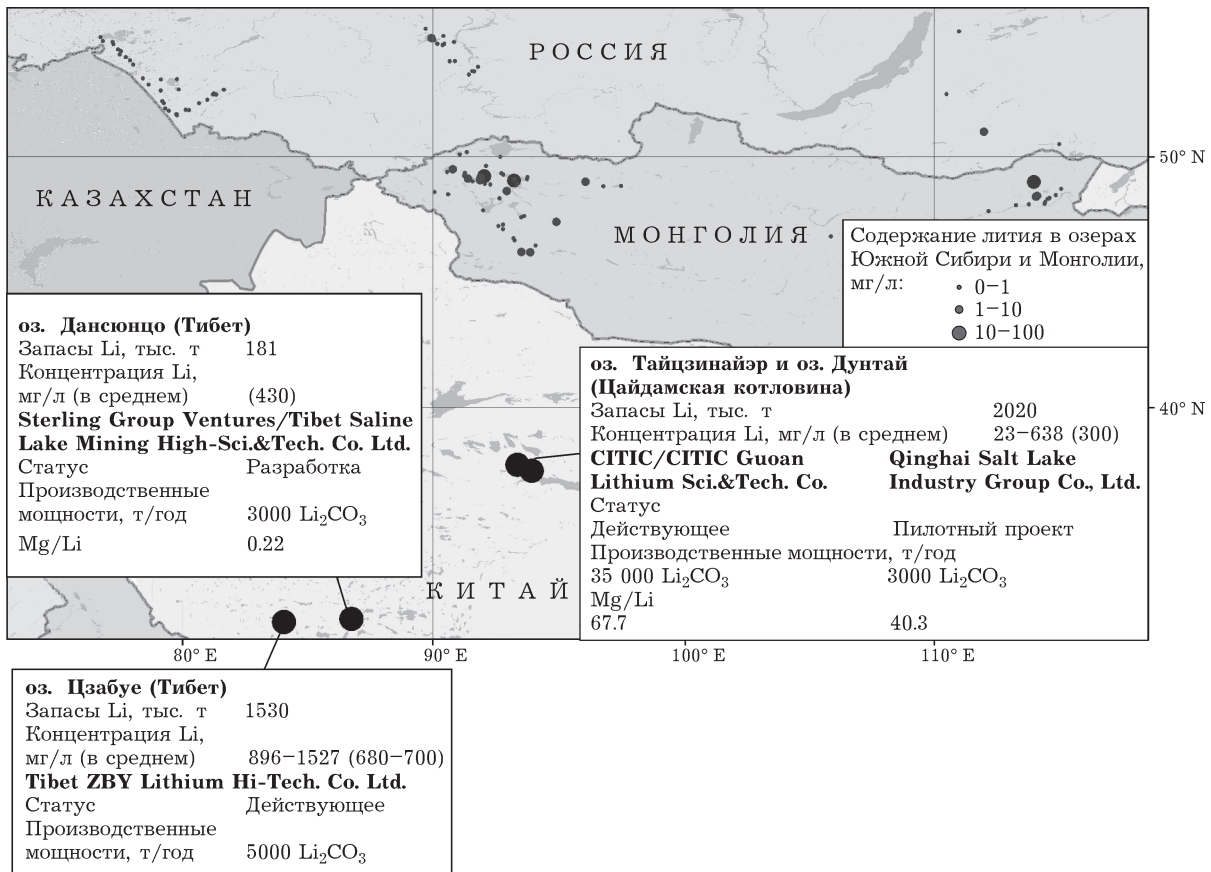 РОССИЯ
50° N
КАЗАХСТАН
МОНГОЛИЯ
Содержание лития в озерах
Южной Сибири и Монголии,
мг/л:
0–1
1–10
10–100
оз. Дансюнцо (Тибет)
Запасы Li, тыс. т 181
Концентрация Li,
мг/л (в среднем) (430)
Sterling Group Ventures/Tibet Saline
Lake Mining High-Sci.&Tech. Co. Ltd.
Статус Разработка
Производственные
мощности, т/год 3000 Li₂CO₃
Mg/Li 0.22
оз. Тайцзинайэр и оз. Дунтай
(Цайдамская котловина)
Запасы Li, тыс. т 2020
Концентрация Li, мг/л (в среднем) 23–638 (300)
CITIC/CITIC Guoan Qinghai Salt Lake
Lithium Sci.&Tech. Co. Industry Group Co., Ltd.
Статус
Действующее Пилотный проект
Производственные мощности, т/год
35 000 Li₂CO₃ 3000 Li₂CO₃
Mg/Li
67.7 40.3
40° N
КИТАЙ
80° E 90° E 100° E 110° E
оз. Цзабуе (Тибет)
Запасы Li, тыс. т 1530
Концентрация Li,
мг/л (в среднем) 896–1527 (680–700)
Tibet ZBY Lithium Hi-Tech. Co. Ltd.
Статус Действующее
Производственные
мощности, т/год 5000 Li₂CO₃